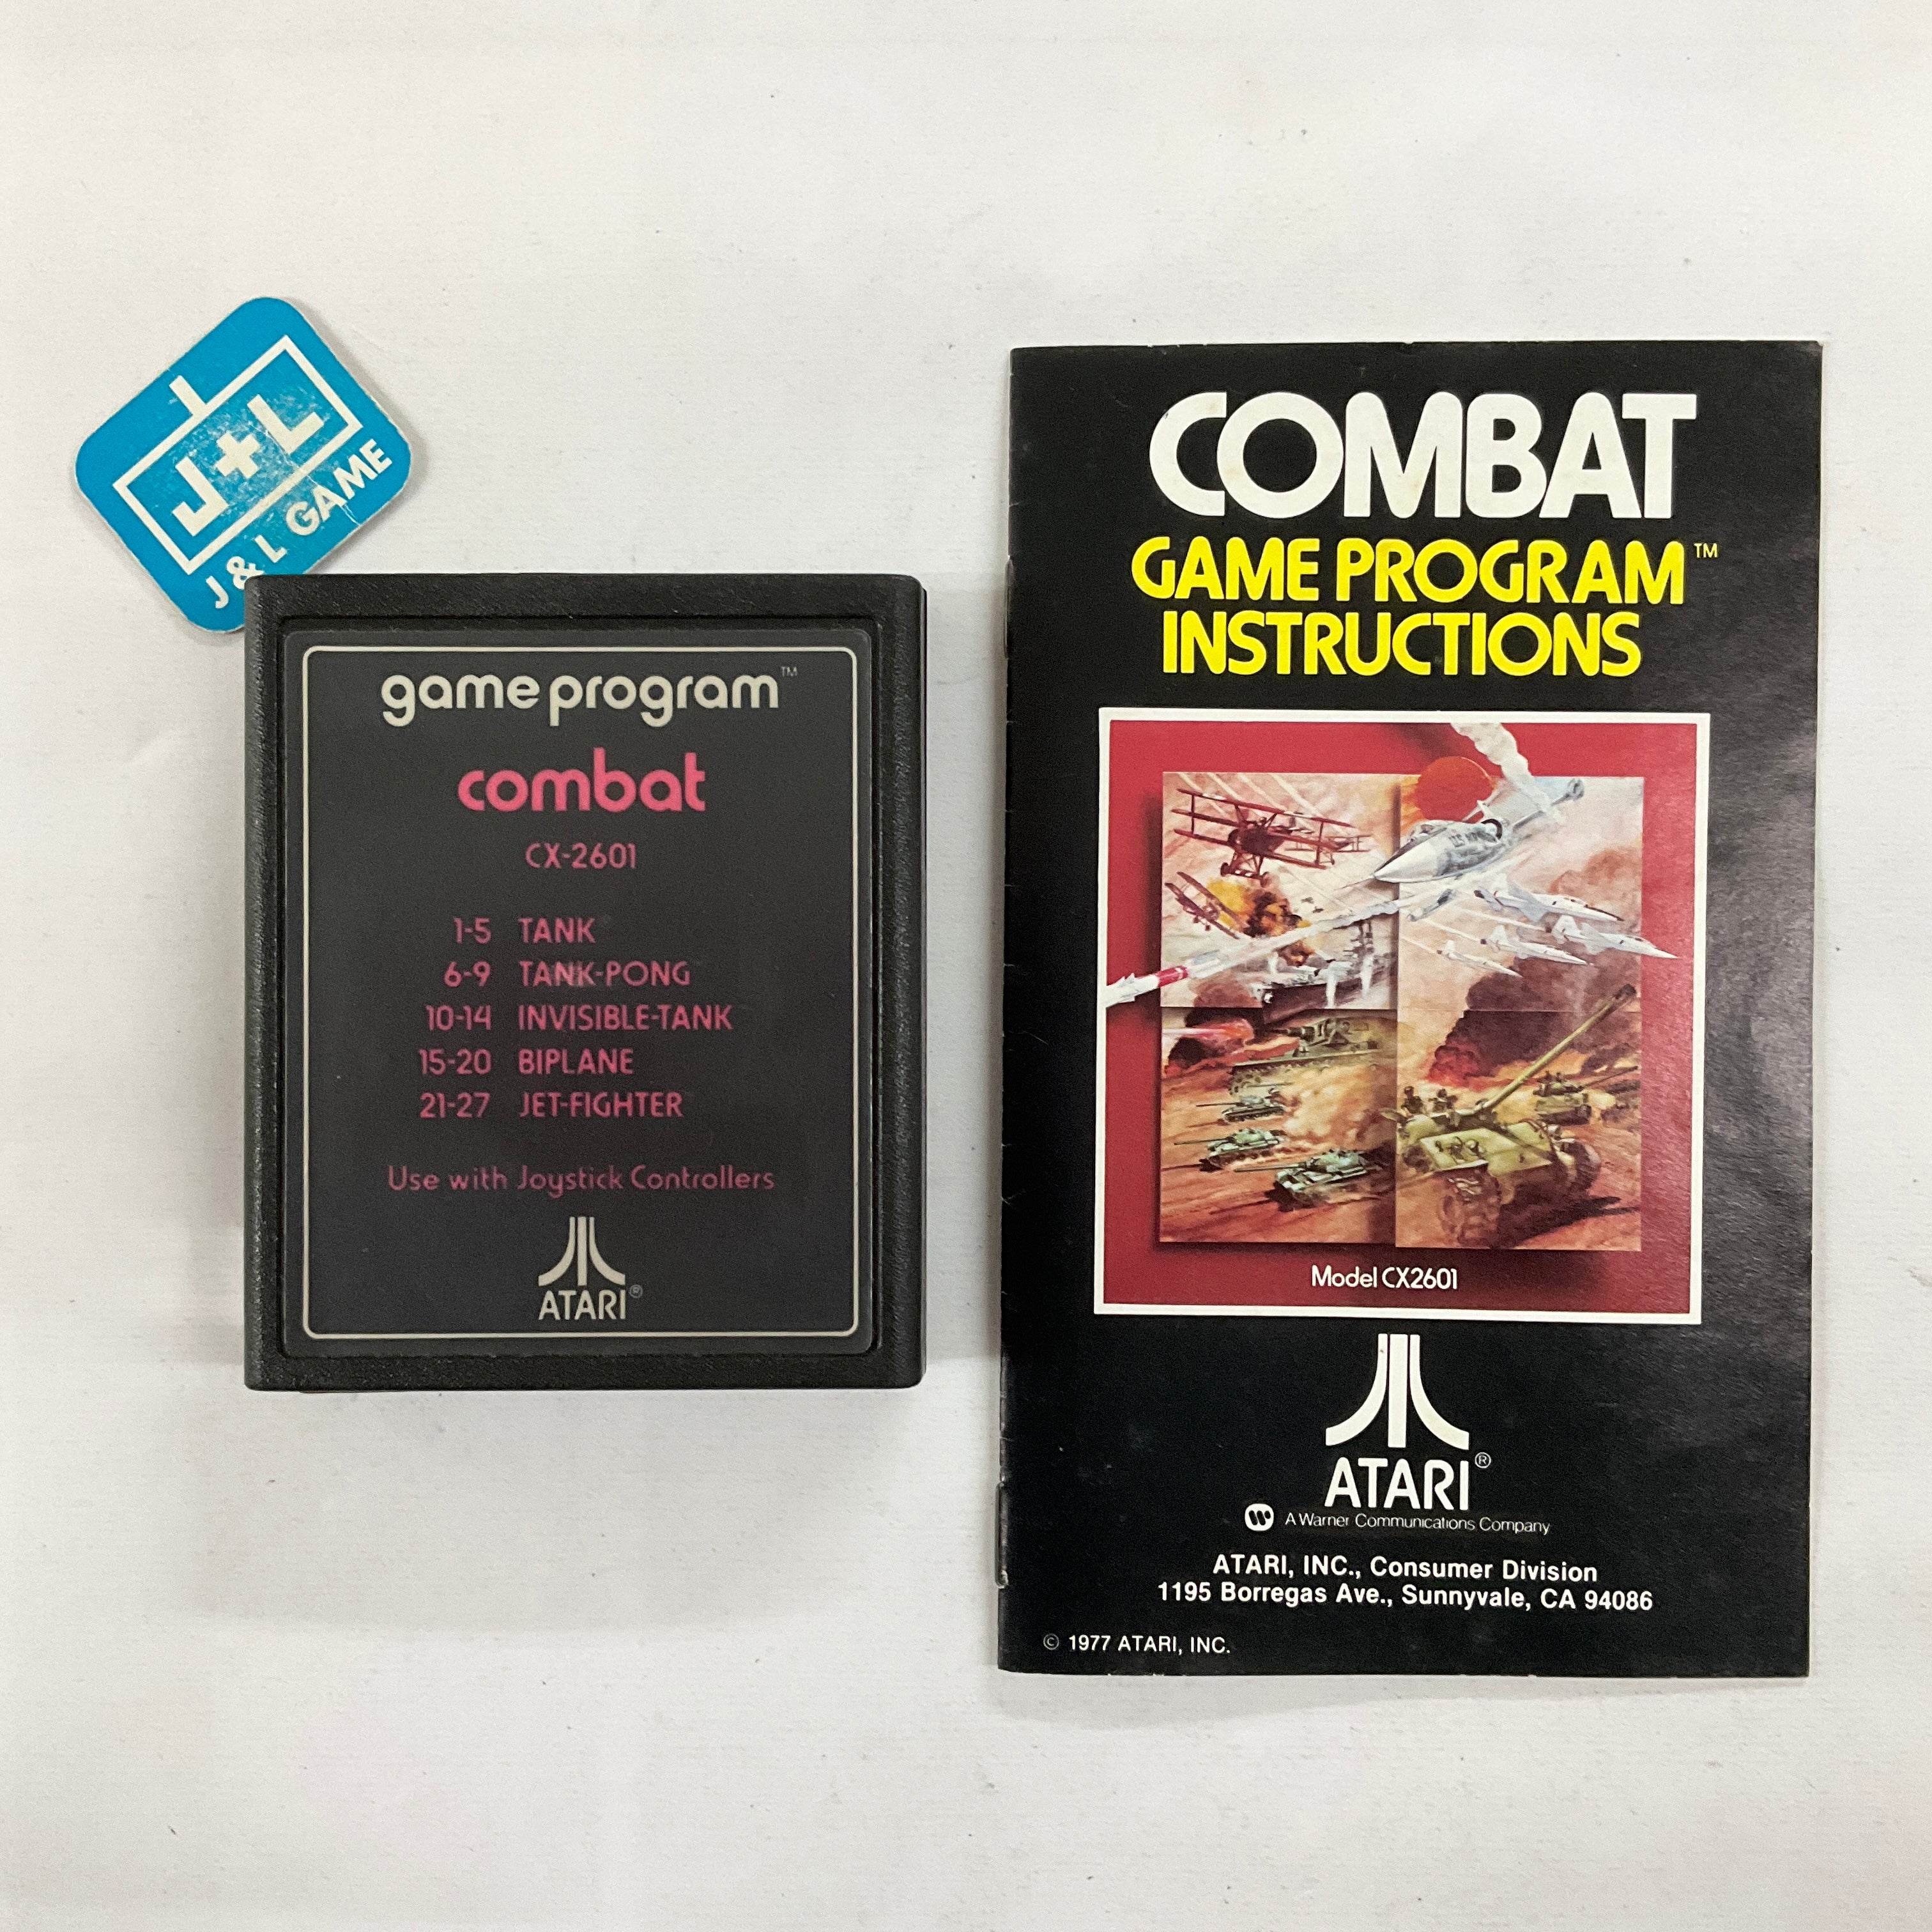 J+L
J & L GAME
game program™
combat
CX-2601
1-5 TANK
6-9 TANK-PONG
10-14 INVISIBLE-TANK
15-20 BIPLANE
21-27 JET-FIGHTER
Use with Joystick Controllers
ATARI®
COMBAT
GAME PROGRAM™
INSTRUCTIONS
Model CX2601
ATARI®
A Warner Communications Company
ATARI, INC., Consumer Division
1195 Borregas Ave., Sunnyvale, CA 94086
© 1977 ATARI, INC.